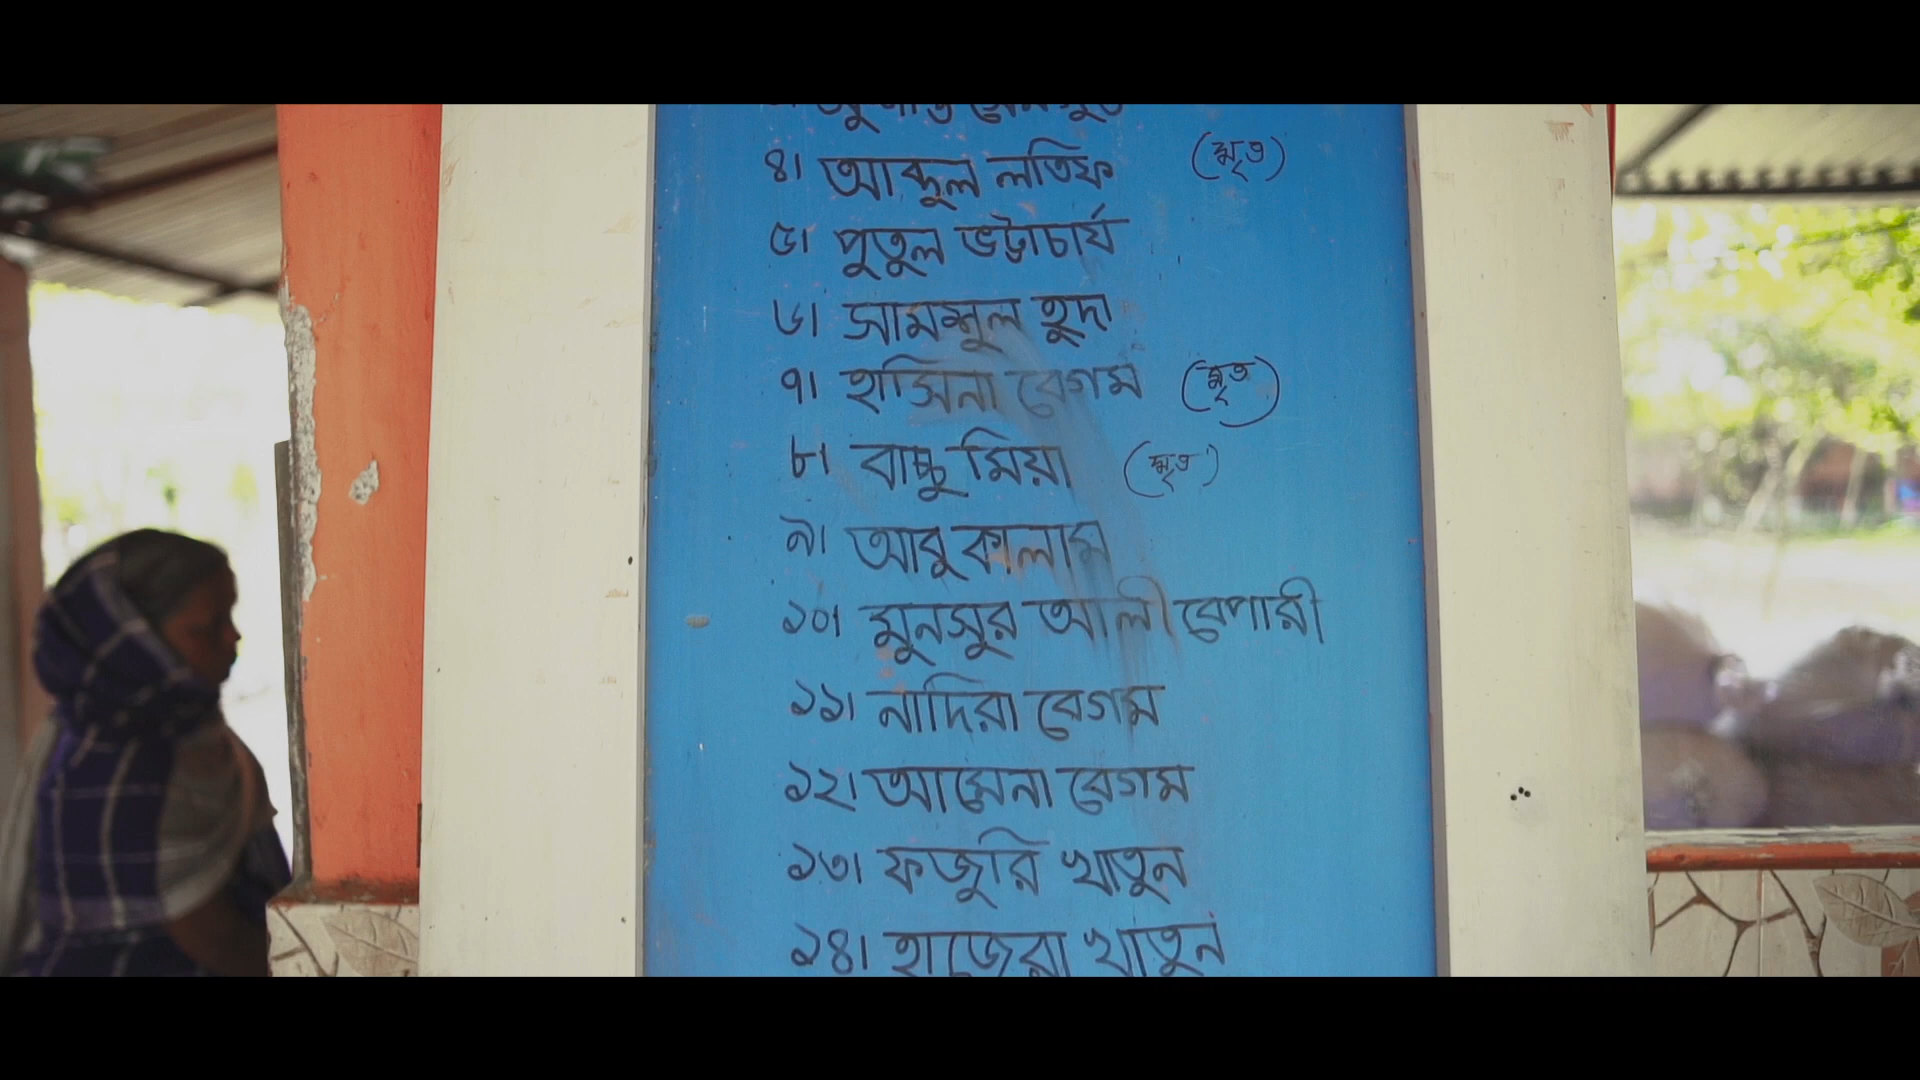 ৪। আব্দুল লতিফ (মৃত)
৫। পুতুল ভট্টাচার্য
৬। সামসুল হুদা
৭। হাসিনা বেগম (মৃত)
৮। বাচ্চু মিয়া (মৃত)
৯। আবু কালাম
১০। মুনসুর আলী বেপারী
১১। নাদিরা বেগম
১২। আমেনা বেগম
১৩। ফজুরি খাতুন
১৪। হাজেরা খাতুন